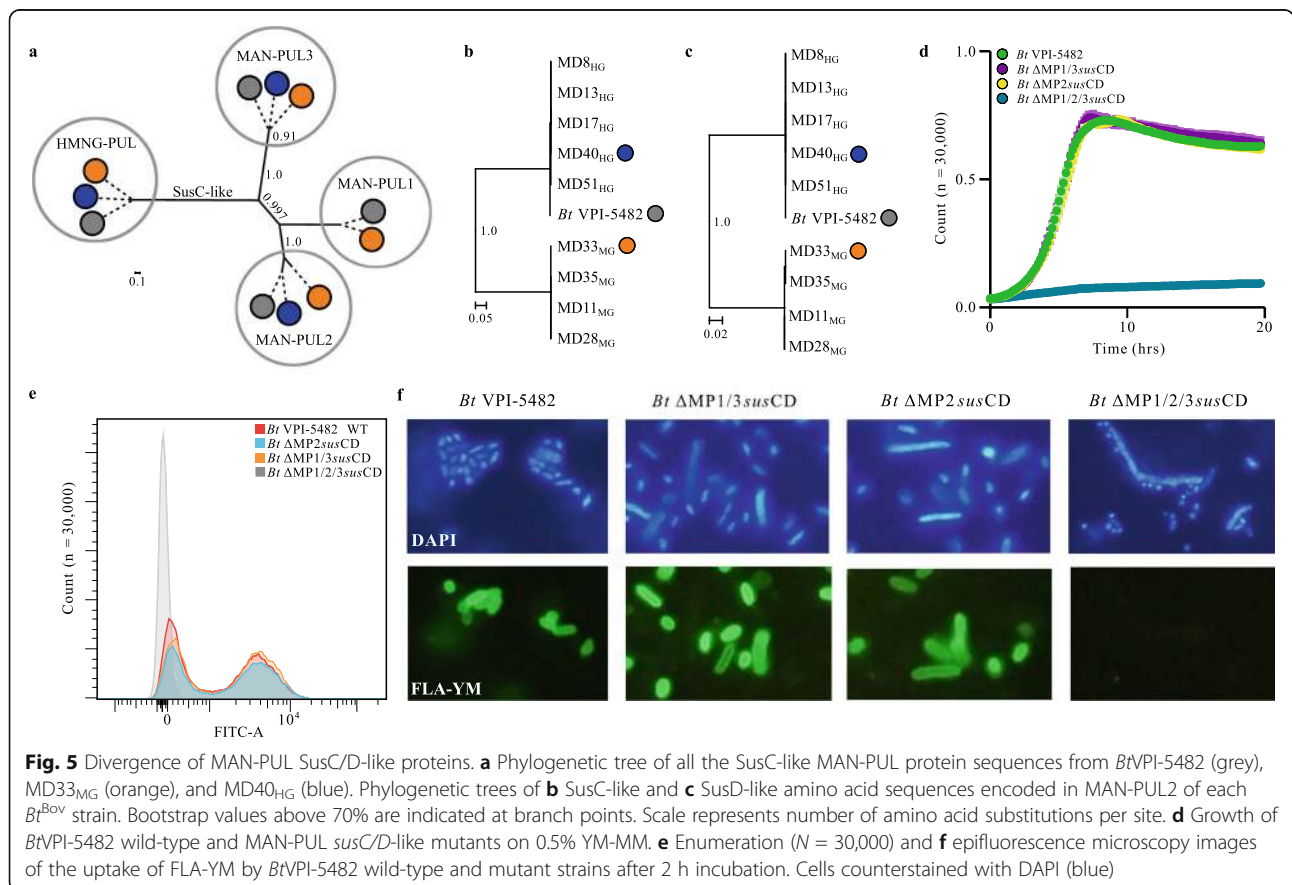 a
MAN-PUL3
0.91
HMNG-PUL
1.0
MAN-PUL1
SusC-like
0.997
1.0
0.1
MAN-PUL2
b
MD8HG
MD13HG
MD17HG
MD40HG
MD51HG
Bt VPI-5482
1.0
MD33MG
MD35MG
MD11MG
MD28MG
0.05
c
MD8HG
MD13HG
MD17HG
MD40HG
MD51HG
Bt VPI-5482
1.0
MD33MG
MD35MG
MD11MG
MD28MG
0.02
d
Bt VPI-5482
Bt ΔMP1/3susCD
Bt ΔMP2susCD
Bt ΔMP1/2/3susCD
1.0
0.5
0.0
Count (n = 30,000)
0
10
20
Time (hrs)
e
Bt VPI-5482 WT
Bt ΔMP2susCD
Bt ΔMP1/3susCD
Bt ΔMP1/2/3susCD
Count (n = 30,000)
0
10⁴
FITC-A
f
Bt VPI-5482
Bt ΔMP1/3susCD
Bt ΔMP2susCD
Bt ΔMP1/2/3susCD
DAPI
FLA-YM
Fig. 5 Divergence of MAN-PUL SusC/D-like proteins. a Phylogenetic tree of all the SusC-like MAN-PUL protein sequences from BtVPI-5482 (grey),
MD33MG (orange), and MD40HG (blue). Phylogenetic trees of b SusC-like and c SusD-like amino acid sequences encoded in MAN-PUL2 of each
Bt^Bov strain. Bootstrap values above 70% are indicated at branch points. Scale represents number of amino acid substitutions per site. d Growth of
BtVPI-5482 wild-type and MAN-PUL susC/D-like mutants on 0.5% YM-MM. e Enumeration (N = 30,000) and f epifluorescence microscopy images
of the uptake of FLA-YM by BtVPI-5482 wild-type and mutant strains after 2 h incubation. Cells counterstained with DAPI (blue)